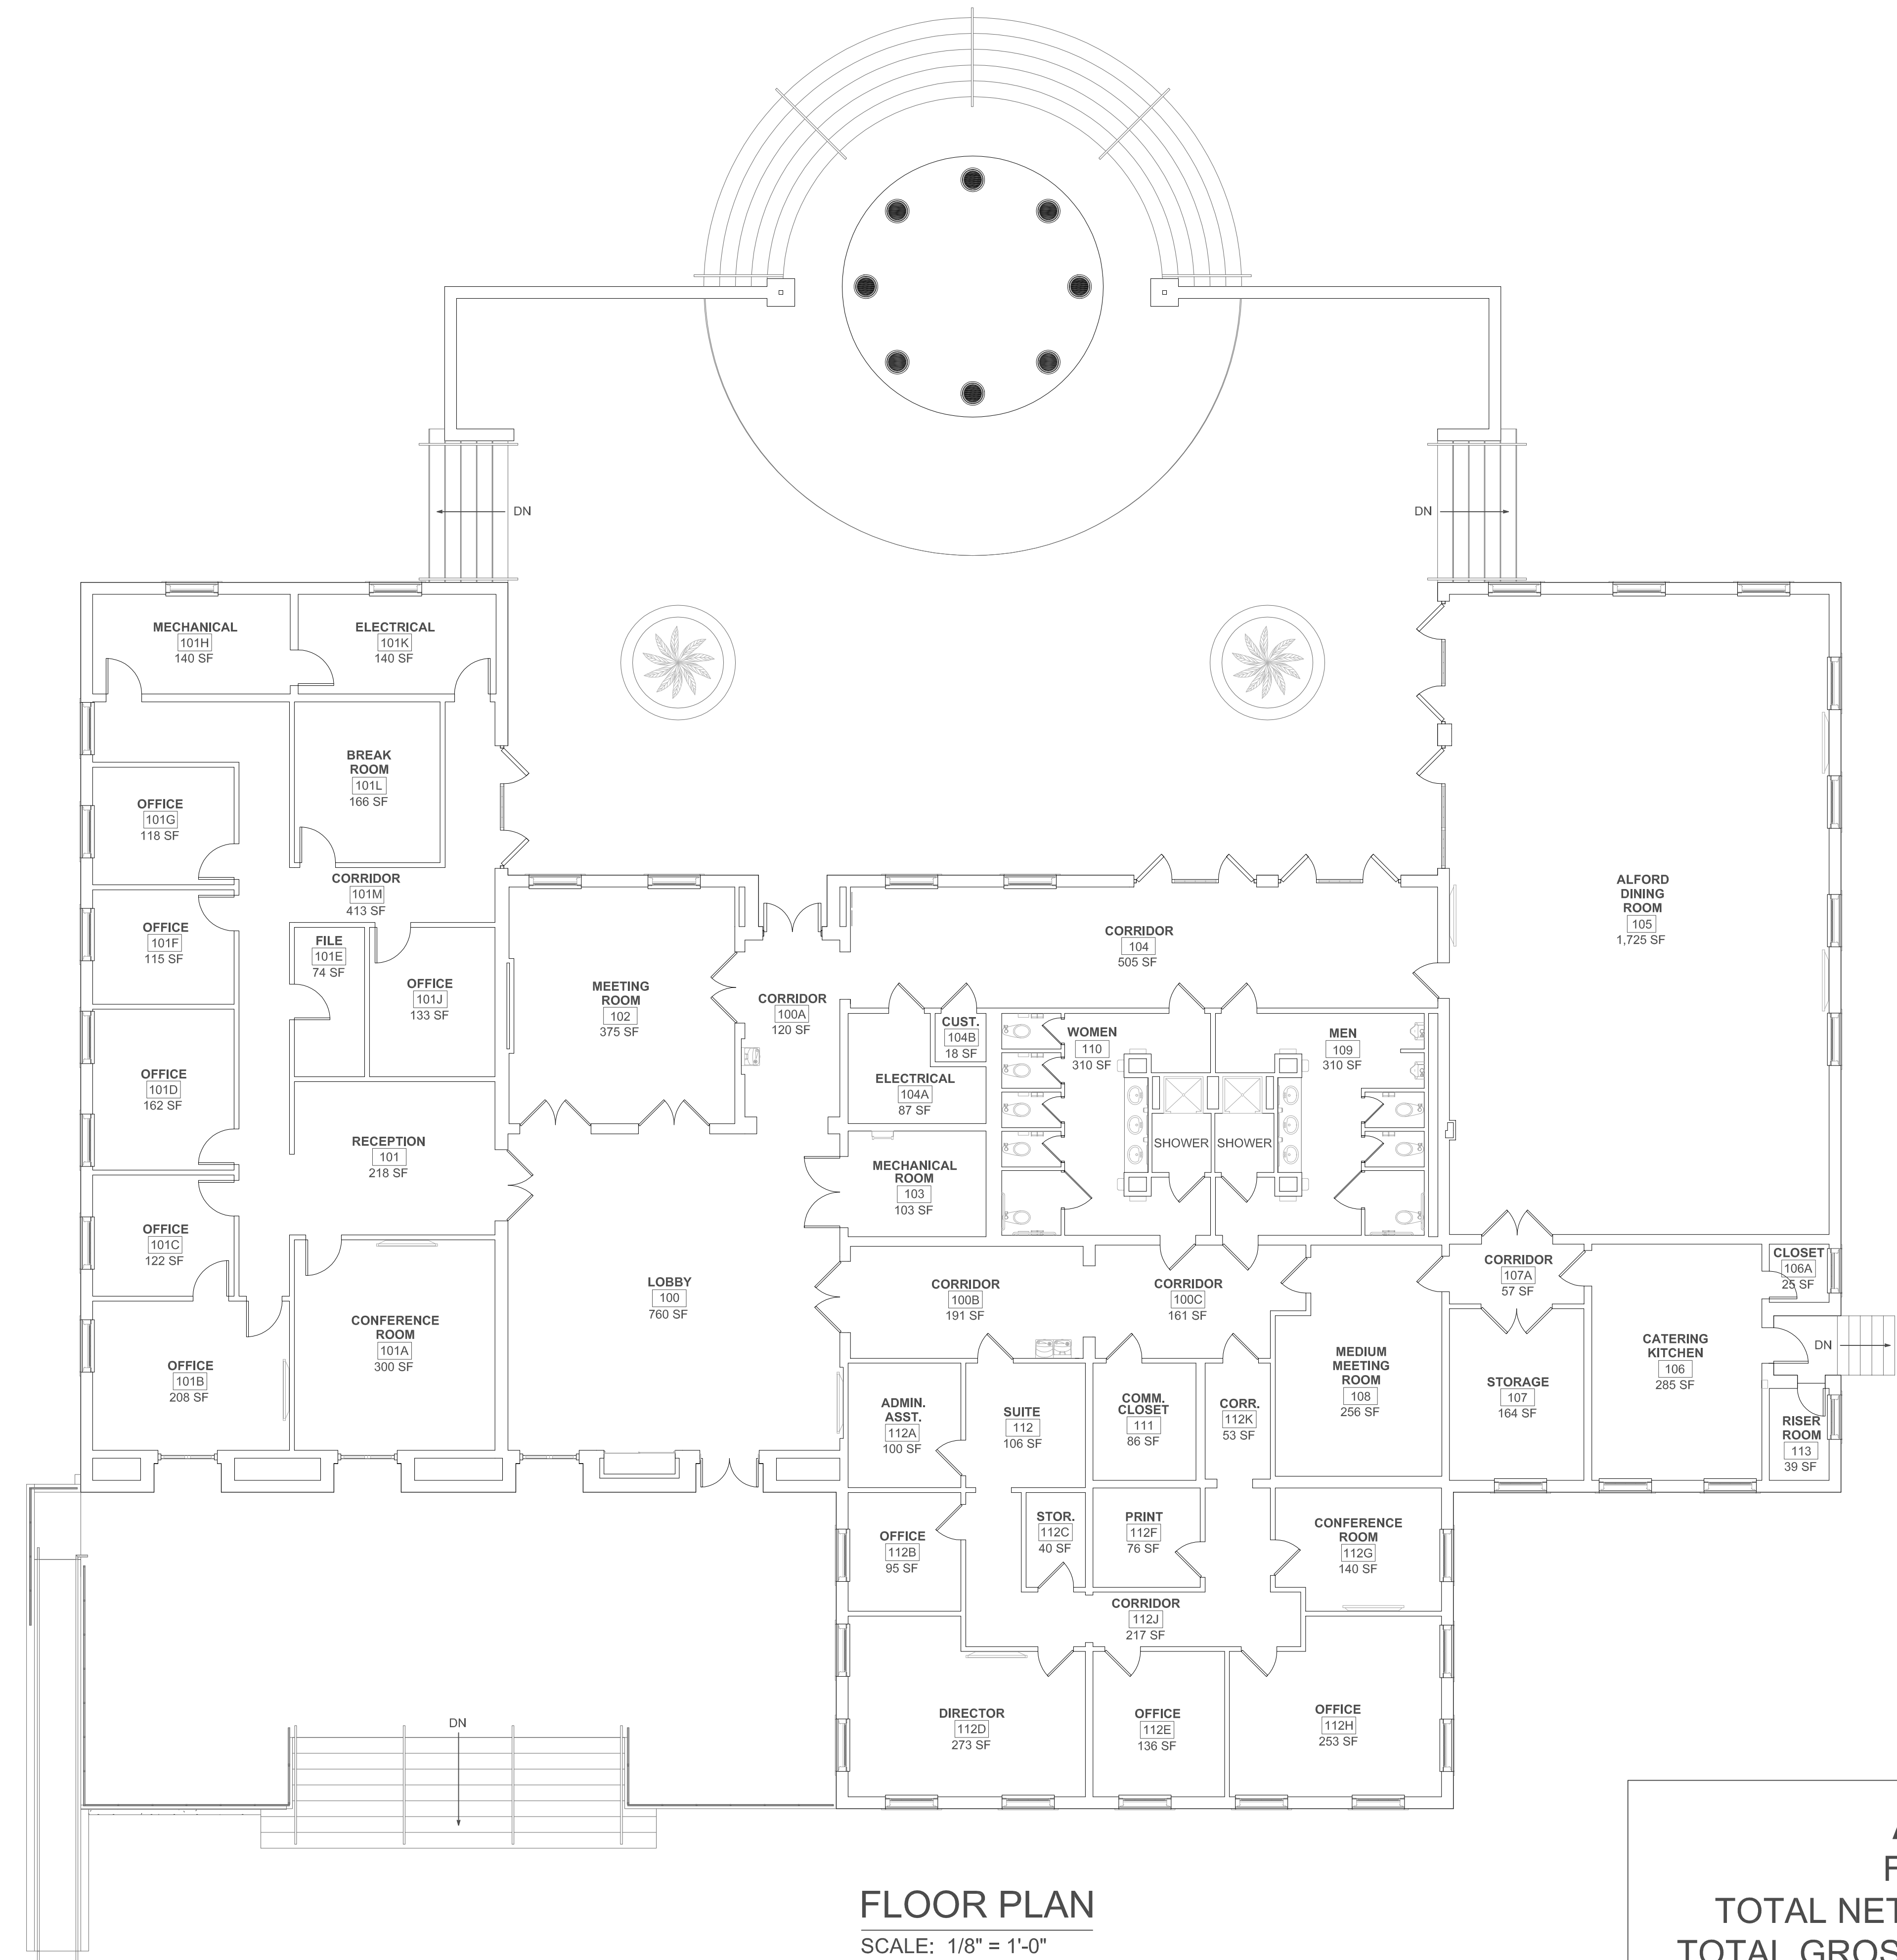 DN
DN
MECHANICAL
101H
140 SF
ELECTRICAL
101K
140 SF
BREAK
ROOM
101L
166 SF
OFFICE
101G
118 SF
CORRIDOR
101M
413 SF
OFFICE
101F
115 SF
FILE
101E
74 SF
OFFICE
101J
133 SF
OFFICE
101D
162 SF
RECEPTION
101
218 SF
OFFICE
101C
122 SF
OFFICE
101B
208 SF
CONFERENCE
ROOM
101A
300 SF
MEETING
ROOM
102
375 SF
CORRIDOR
100A
120 SF
LOBBY
100
760 SF
CORRIDOR
104
505 SF
CUST.
104B
18 SF
ELECTRICAL
104A
87 SF
MECHANICAL
ROOM
103
103 SF
WOMEN
110
310 SF
MEN
109
310 SF
SHOWER
SHOWER
ALFORD
DINING
ROOM
105
1,725 SF
CORRIDOR
100B
191 SF
CORRIDOR
100C
161 SF
CORRIDOR
107A
57 SF
CLOSET
106A
25 SF
CATERING
KITCHEN
106
285 SF
DN
MEDIUM
MEETING
ROOM
108
256 SF
STORAGE
107
164 SF
RISER
ROOM
113
39 SF
ADMIN.
ASST.
112A
100 SF
SUITE
112
106 SF
COMM.
CLOSET
111
86 SF
CORR.
112K
53 SF
OFFICE
112B
95 SF
STOR.
112C
40 SF
PRINT
112F
76 SF
CONFERENCE
ROOM
112G
140 SF
CORRIDOR
112J
217 SF
DIRECTOR
112D
273 SF
OFFICE
112E
136 SF
OFFICE
112H
253 SF
DN
FLOOR PLAN
SCALE: 1/8" = 1'-0"
TOTAL NET
TOTAL